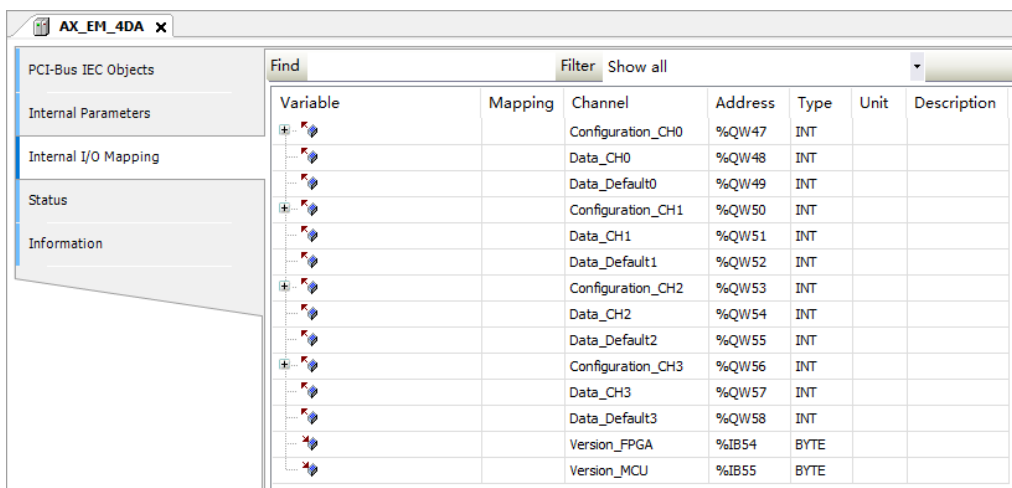 AX_EM_4DA
PCI-Bus IEC Objects
Internal Parameters
Internal I/O Mapping
Status
Information
Find Filter Show all
Variable Mapping Channel Address Type Unit Description
Configuration_CH0 %QW47 INT
Data_CH0 %QW48 INT
Data_Default0 %QW49 INT
Configuration_CH1 %QW50 INT
Data_CH1 %QW51 INT
Data_Default1 %QW52 INT
Configuration_CH2 %QW53 INT
Data_CH2 %QW54 INT
Data_Default2 %QW55 INT
Configuration_CH3 %QW56 INT
Data_CH3 %QW57 INT
Data_Default3 %QW58 INT
Version_FPGA %IB54 BYTE
Version_MCU %IB55 BYTE